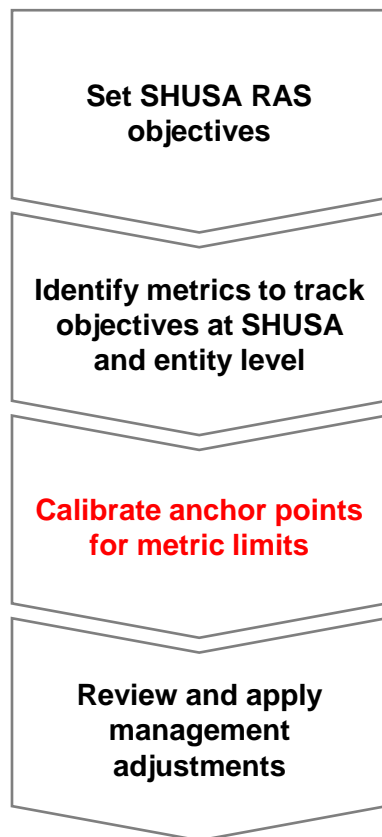 Set SHUSA RAS
objectives
Identify metrics to track
objectives at SHUSA
and entity level
Calibrate anchor points
for metric limits
Review and apply
management
adjustments